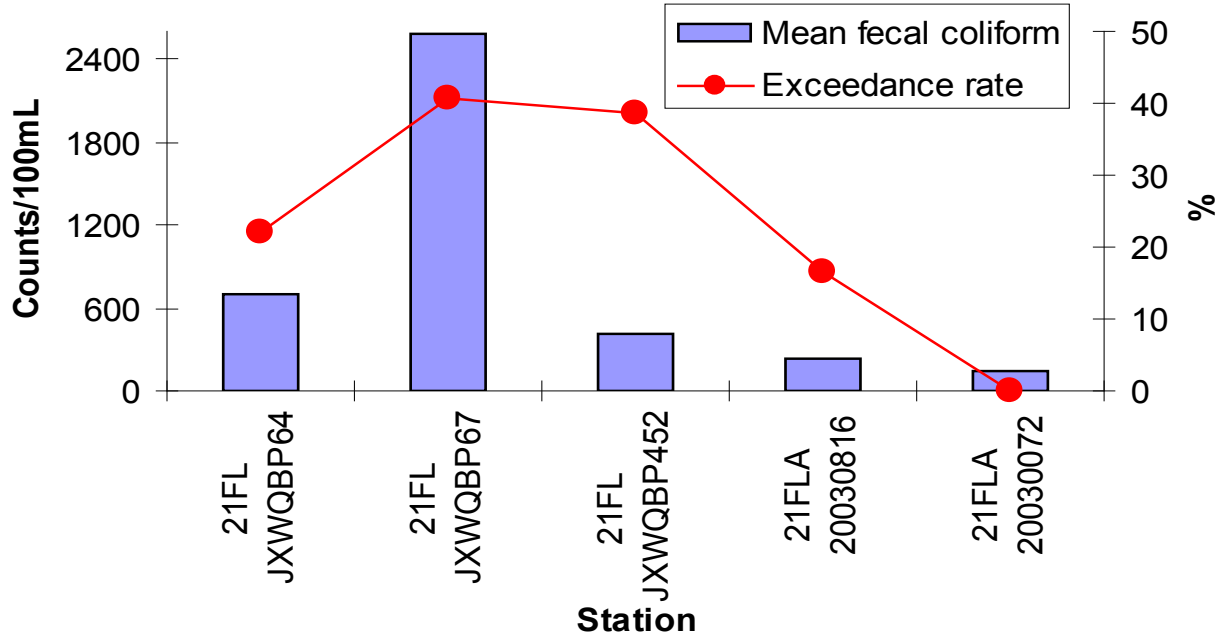 Mean fecal coliform
Exceedance rate
Counts/100mL
2400
1800
1200
600
0
50
40
30
20
10
0
%
21FL
JXWQBP64
21FL
JXWQBP67
21FL
JXWQBP452
21FLA
20030816
21FLA
20030072
Station